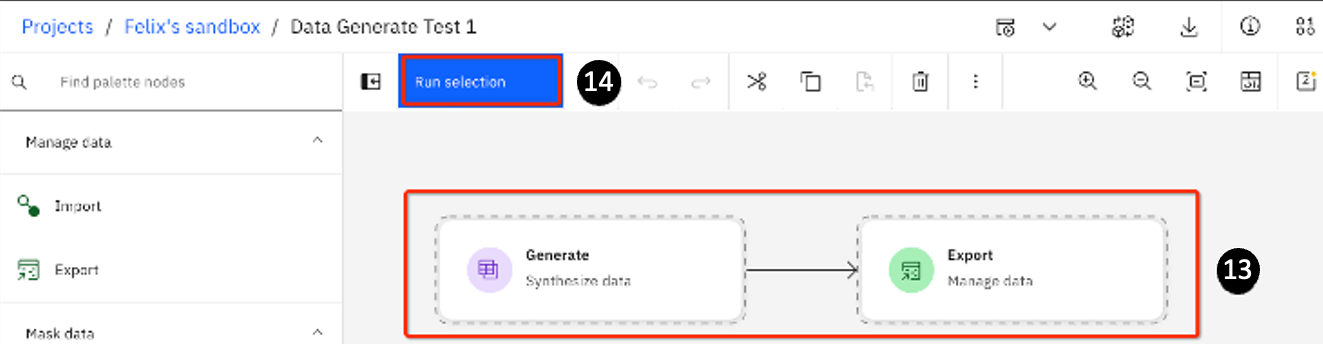 Projects / Felix's sandbox / Data Generate Test 1
Find palette nodes
Run selection
14
Manage data
Import
Export
Mask data
Generate
Synthesize data
Export
Manage data
13